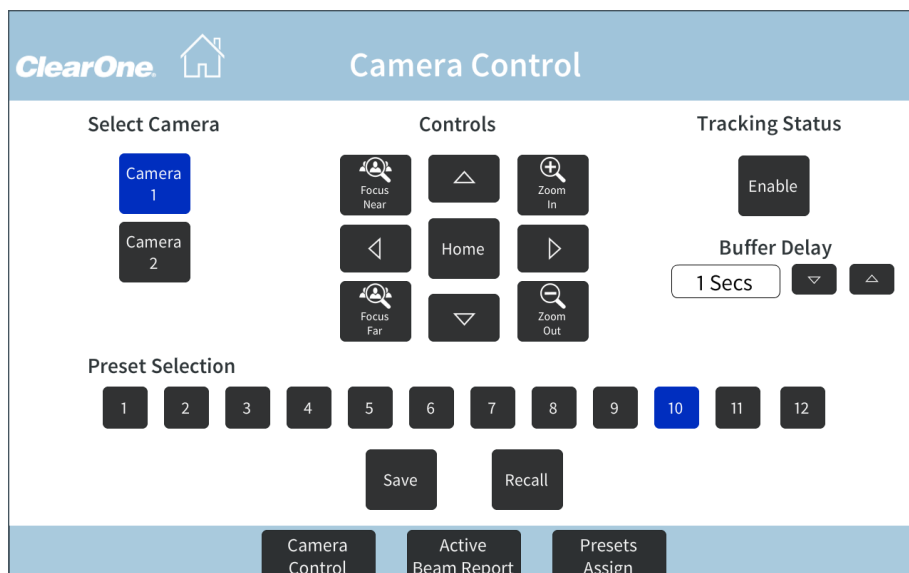 ClearOne.
Camera Control
Select Camera
Controls
Tracking Status
Camera
1
Camera
2
Focus
Near
Zoom
In
Home
Focus
Far
Zoom
Out
Enable
Buffer Delay
1 Secs
Preset Selection
1 2 3 4 5 6 7 8 9 10 11 12
Save Recall
Camera
Control
Active
Beam Report
Presets
Assign